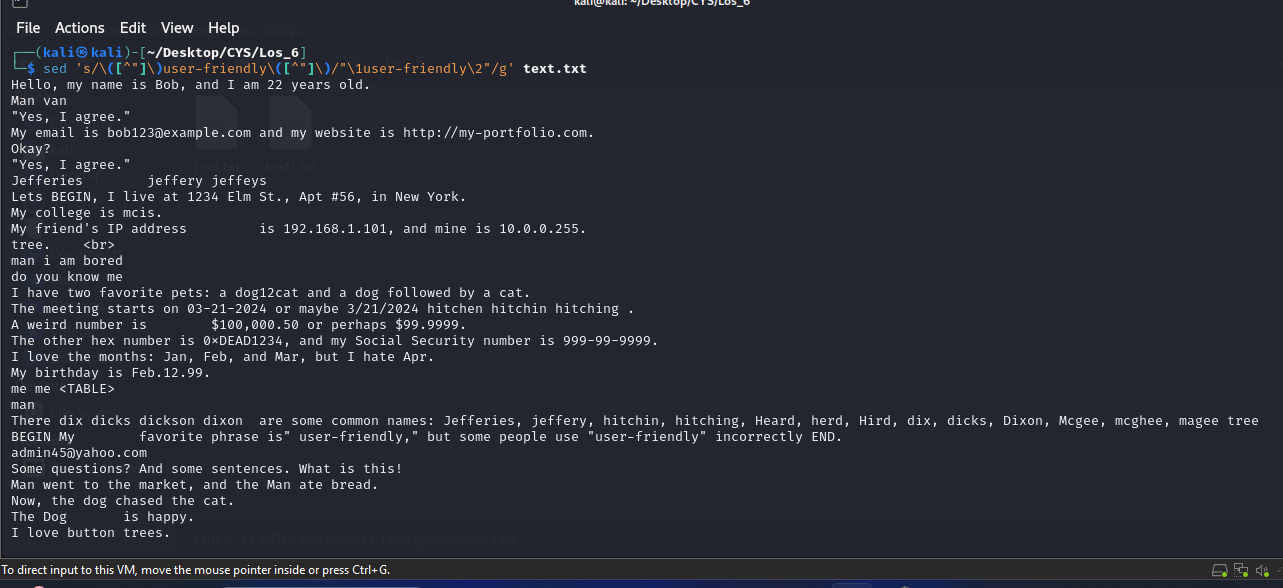 kali@kali: ~/Desktop/CYS/Los_6
File Actions Edit View Help
┌──(kali㉿kali)-[~/Desktop/CYS/Los_6]
└─$ sed 's/\([^"]\)user-friendly\([^"]\)/"\1user-friendly\2"/g' text.txt
Hello, my name is Bob, and I am 22 years old.
Man van
"Yes, I agree."
My email is bob123@example.com and my website is http://my-portfolio.com.
Okay?
"Yes, I agree."
Jefferies        jeffery jeffeys
Lets BEGIN, I live at 1234 Elm St., Apt #56, in New York.
My college is mcis.
My friend's IP address         is 192.168.1.101, and mine is 10.0.0.255.
tree.    <br>
man i am bored
do you know me
I have two favorite pets: a dog12cat and a dog followed by a cat.
The meeting starts on 03-21-2024 or maybe 3/21/2024 hitchen hitchin hitching .
A weird number is        $100,000.50 or perhaps $99.9999.
The other hex number is 0×DEAD1234, and my Social Security number is 999-99-9999.
I love the months: Jan, Feb, and Mar, but I hate Apr.
My birthday is Feb.12.99.
me me <TABLE>
man
There dix dicks dickson dixon  are some common names: Jefferies, jeffery, hitchin, hitching, Heard, herd, Hird, dix, dicks, Dixon, Mcgee, mcghee, magee tree
BEGIN My        favorite phrase is" user-friendly," but some people use "user-friendly" incorrectly END.
admin45@yahoo.com
Some questions? And some sentences. What is this!
Man went to the market, and the Man ate bread.
Now, the dog chased the cat.
The Dog       is happy.
I love button trees.
To direct input to this VM, move the mouse pointer inside or press Ctrl+G.